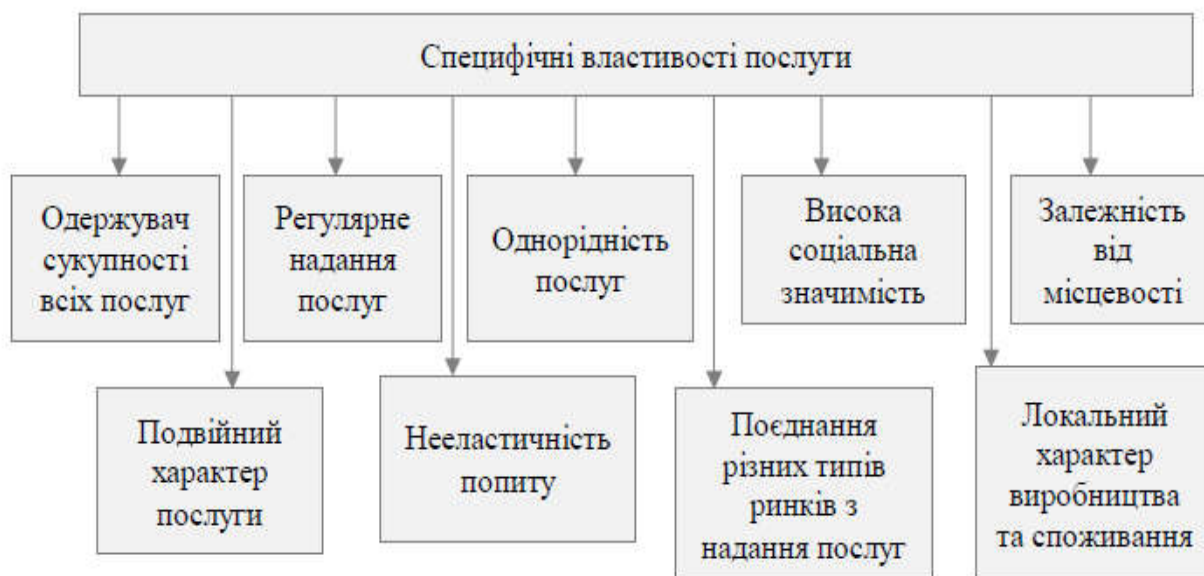 Специфічні властивості послуги
Одержувач
сукупності
всіх послуг
Регулярне
надання
послуг
Однорідність
послуг
Висока
соціальна
значимість
Залежність
від
місцевості
Подвійний
характер
послуги
Нееластичність
попиту
Поєднання
різних типів
ринків з
надання послуг
Локальний
характер
виробництва
та споживання